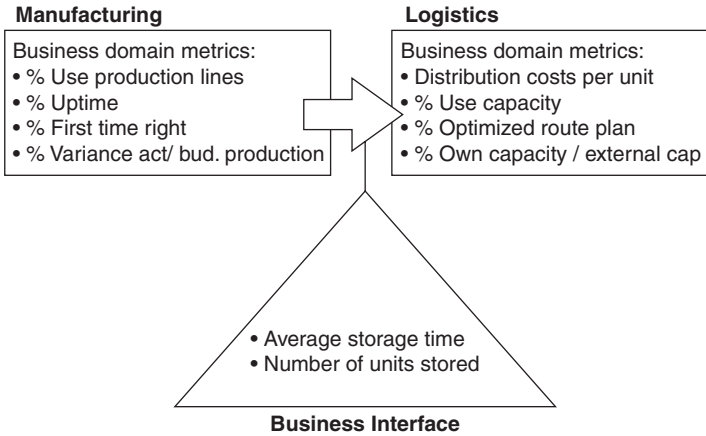 Manufacturing
Business domain metrics:
• % Use production lines
• % Uptime
• % First time right
• % Variance act/ bud. production
Logistics
Business domain metrics:
• Distribution costs per unit
• % Use capacity
• % Optimized route plan
• % Own capacity / external cap
• Average storage time
• Number of units stored
Business Interface